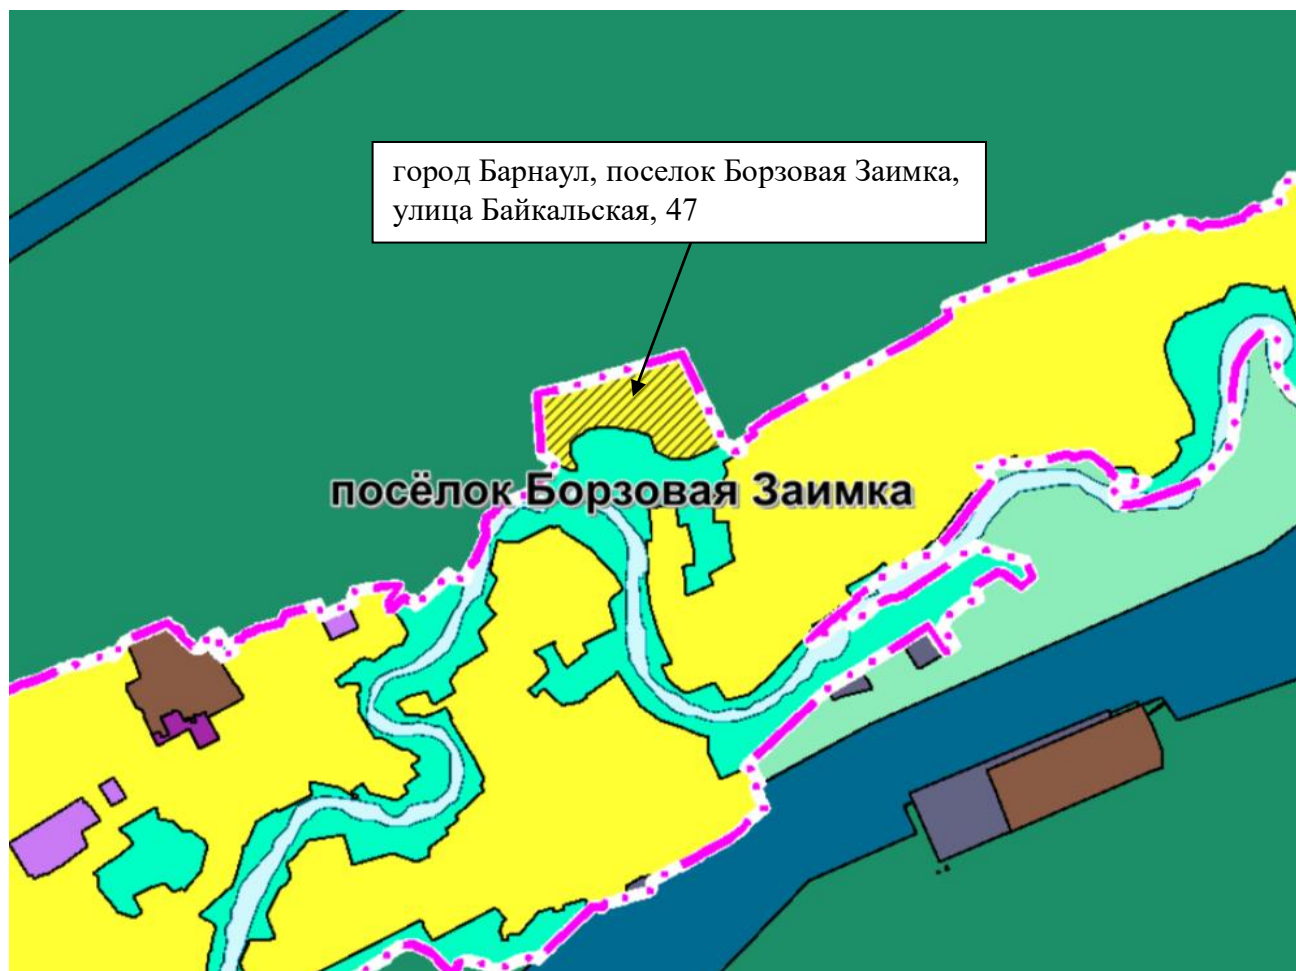 город Барнаул, поселок Борзовая Заимка,
улица Байкальская, 47
посёлок Борзовая Заимка